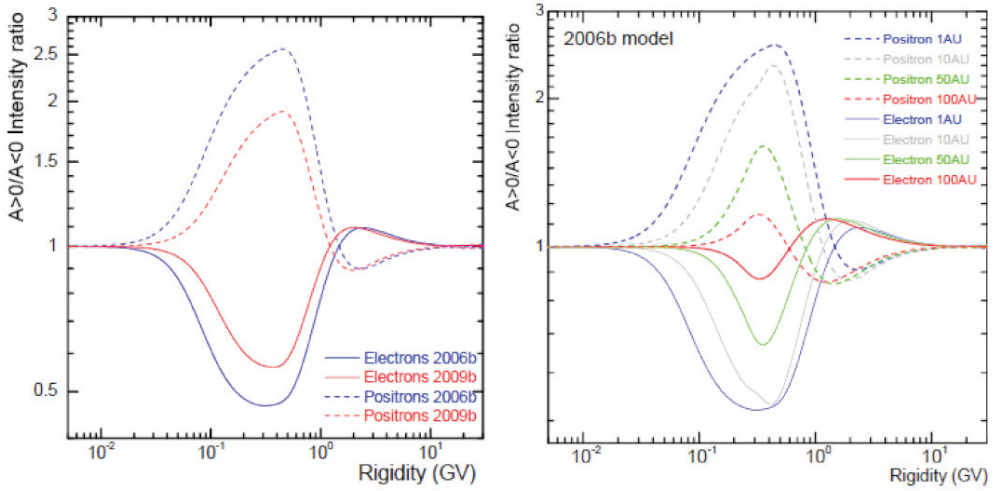 A>0/A<0 Intensity ratio
3
2.5
2
1.5
1
0.5
10^-2
10^-1
10^0
10^1
Rigidity (GV)
Electrons 2006b
Electrons 2009b
Positrons 2006b
Positrons 2009b
A>0/A<0 Intensity ratio
3
2
1
2006b model
Positron 1AU
Positron 10AU
Positron 50AU
Positron 100AU
Electron 1AU
Electron 10AU
Electron 50AU
Electron 100AU
10^-2
10^-1
10^0
10^1
Rigidity (GV)